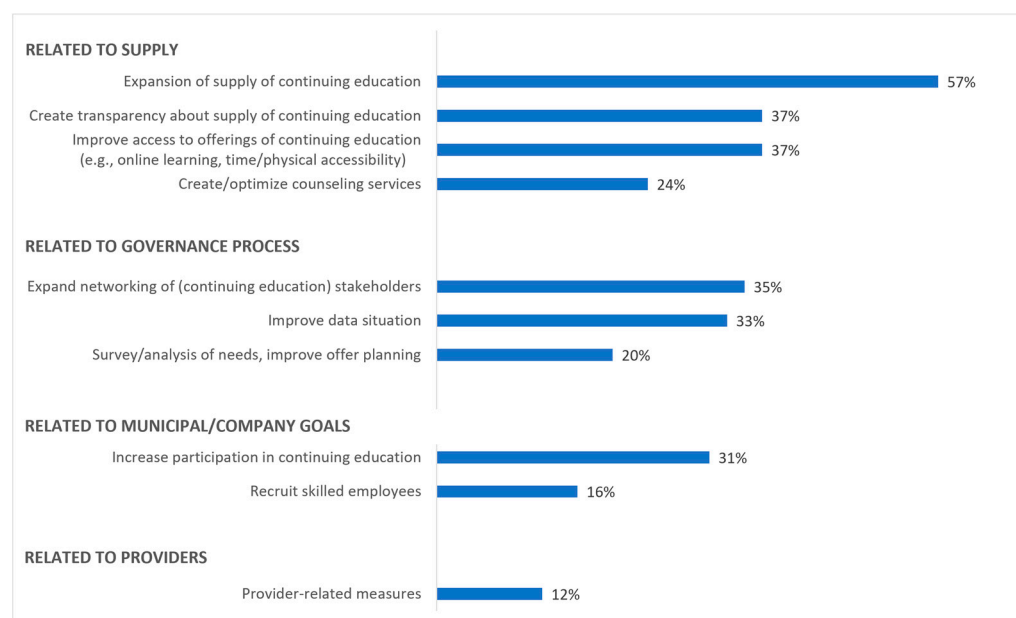 RELATED TO SUPPLY
Expansion of supply of continuing education 57%
Create transparency about supply of continuing education 37%
Improve access to offerings of continuing education
(e.g., online learning, time/physical accessibility) 37%
Create/optimize counseling services 24%
RELATED TO GOVERNANCE PROCESS
Expand networking of (continuing education) stakeholders 35%
Improve data situation 33%
Survey/analysis of needs, improve offer planning 20%
RELATED TO MUNICIPAL/COMPANY GOALS
Increase participation in continuing education 31%
Recruit skilled employees 16%
RELATED TO PROVIDERS
Provider-related measures 12%